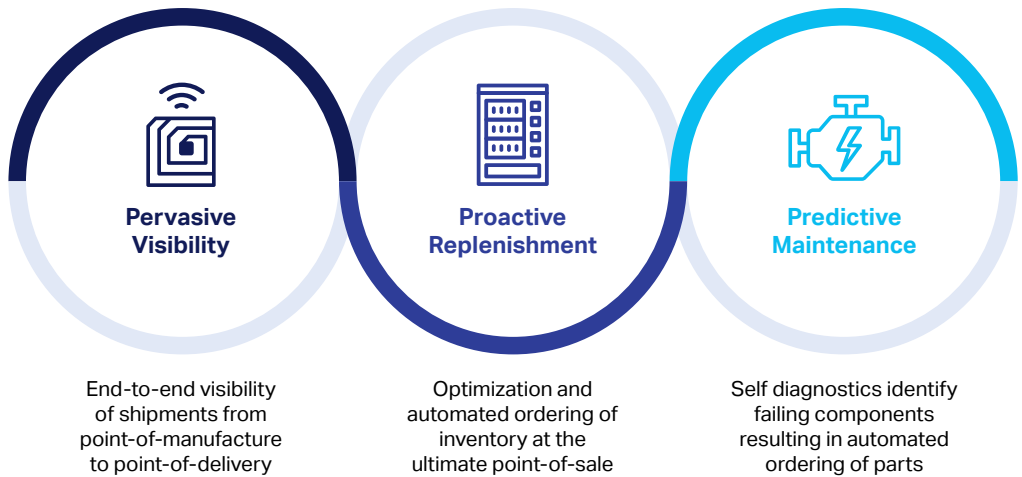 Pervasive
Visibility
End-to-end visibility
of shipments from
point-of-manufacture
to point-of-delivery
Proactive
Replenishment
Optimization and
automated ordering of
inventory at the
ultimate point-of-sale
Predictive
Maintenance
Self diagnostics identify
failing components
resulting in automated
ordering of parts